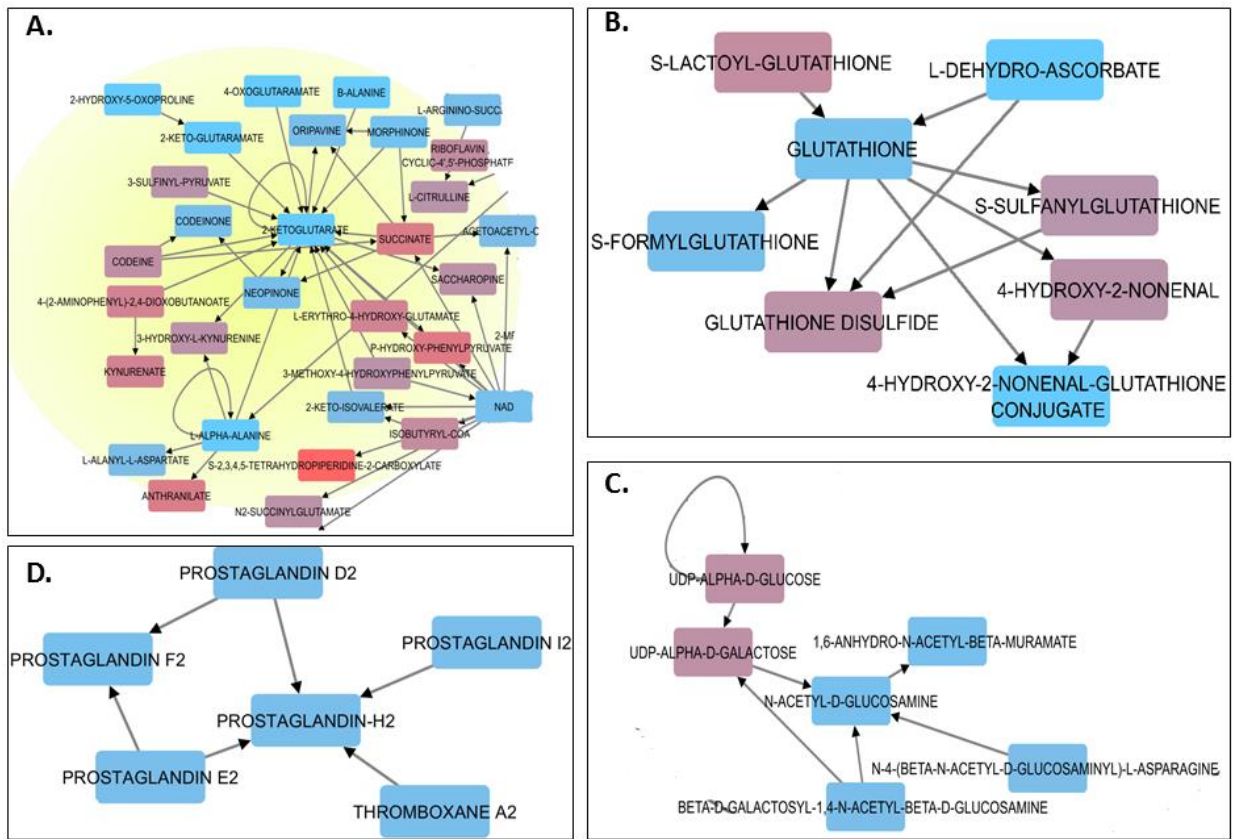 A.
2-HYDROXY-5-OXOPROLINE
4-OXOGLUTARAMATE
B-ALANINE
L-ARGININO-SUCC
2-KETO-GLUTARAMATE
ORIPAVINE
MORPHINONE
RIBOFLAVIN
CYCLIC-4',5'-PHOSPHATE
3-SULFINYL-PYRUVATE
L-CITRULLINE
CODEINONE
2-KETOGLUTARATE
SUCCINATE
ACETOACETYL-C
CODEINE
NEOPINONE
SACCHAROPINE
4-(2-AMINOPHENYL)-2,4-DIOXOBUTANOATE
L-ERYTHRO-4-HYDROXY-GLUTAMATE
3-HYDROXY-L-KYNURENINE
P-HYDROXY-PHENYLPYRUVATE
KYNURENATE
3-METHOXY-4-HYDROXYPHENYLPYRUVATE
2-KETO-ISOVALERATE
NAD
L-ALPHA-ALANINE
ISOBUTYRYL-COA
L-ALANYL-L-ASPARTATE
S-2,3,4,5-TETRAHYDROPIPERIDINE-2-CARBOXYLATE
ANTHRANILATE
N2-SUCCINYLGLUTAMATE
B.
S-LACTOYL-GLUTATHIONE
L-DEHYDRO-ASCORBATE
GLUTATHIONE
S-SULFANYLGLUTATHIONE
S-FORMYLGLUTATHIONE
4-HYDROXY-2-NONENAL
GLUTATHIONE DISULFIDE
4-HYDROXY-2-NONENAL-GLUTATHIONE
CONJUGATE
C.
UDP-ALPHA-D-GLUCOSE
UDP-ALPHA-D-GALACTOSE
1,6-ANHYDRO-N-ACETYL-BETA-MURAMATE
N-ACETYL-D-GLUCOSAMINE
N-4-(BETA-N-ACETYL-D-GLUCOSAMINYL)-L-ASPARAGINE
BETA-D-GALACTOSYL-1,4-N-ACETYL-BETA-D-GLUCOSAMINE
D.
PROSTAGLANDIN D2
PROSTAGLANDIN F2
PROSTAGLANDIN I2
PROSTAGLANDIN-H2
PROSTAGLANDIN E2
THROMBOXANE A2